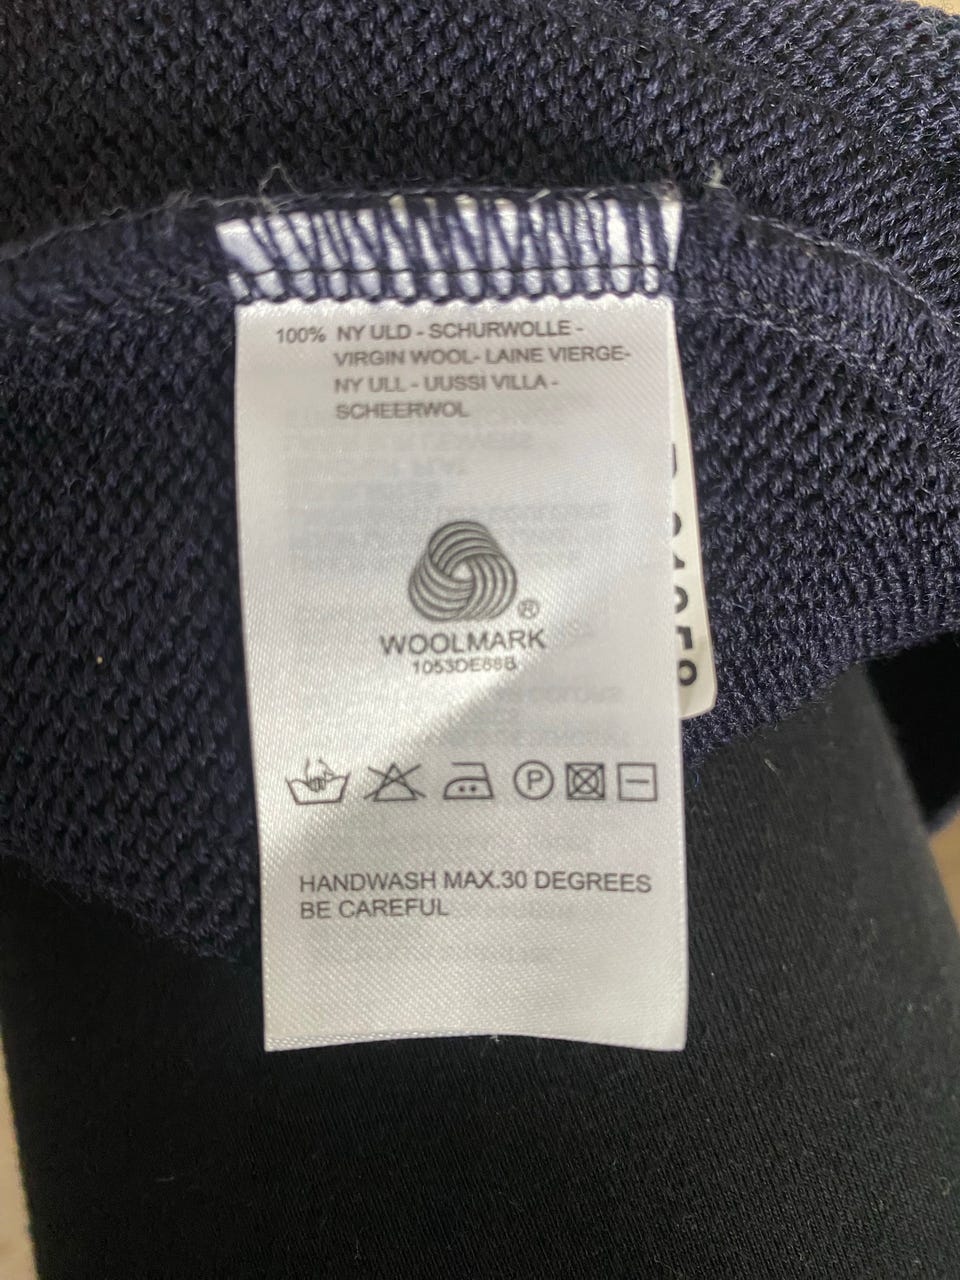 100% NY ULD - SCHURWOLLE -
VIRGIN WOOL- LAINE VIERGE-
NY ULL - UUSSI VILLA -
SCHEERWOL
®
WOOLMARK
1053DE88B
P
HANDWASH MAX.30 DEGREES
BE CAREFUL